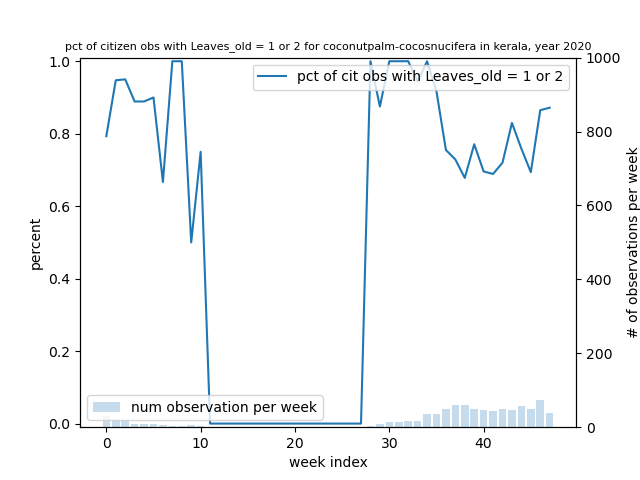 pct of citizen obs with Leaves_old = 1 or 2 for coconutpalm-cocosnucifera in kerala, year 2020
pct of cit obs with Leaves_old = 1 or 2
num observation per week
percent
1.0
0.8
0.6
0.4
0.2
0.0
0
10
20
30
40
week index
1000
800
600
400
200
0
# of observations per week